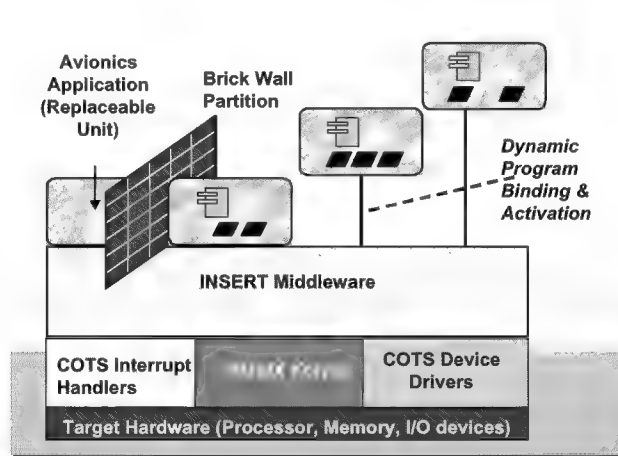 Avionics
Application
(Replaceable
Unit)
Brick Wall
Partition
Dynamic
Program
Binding &
Activation
INSERT Middleware
COTS Interrupt
Handlers
COTS Device
Drivers
Target Hardware (Processor, Memory, I/O devices)